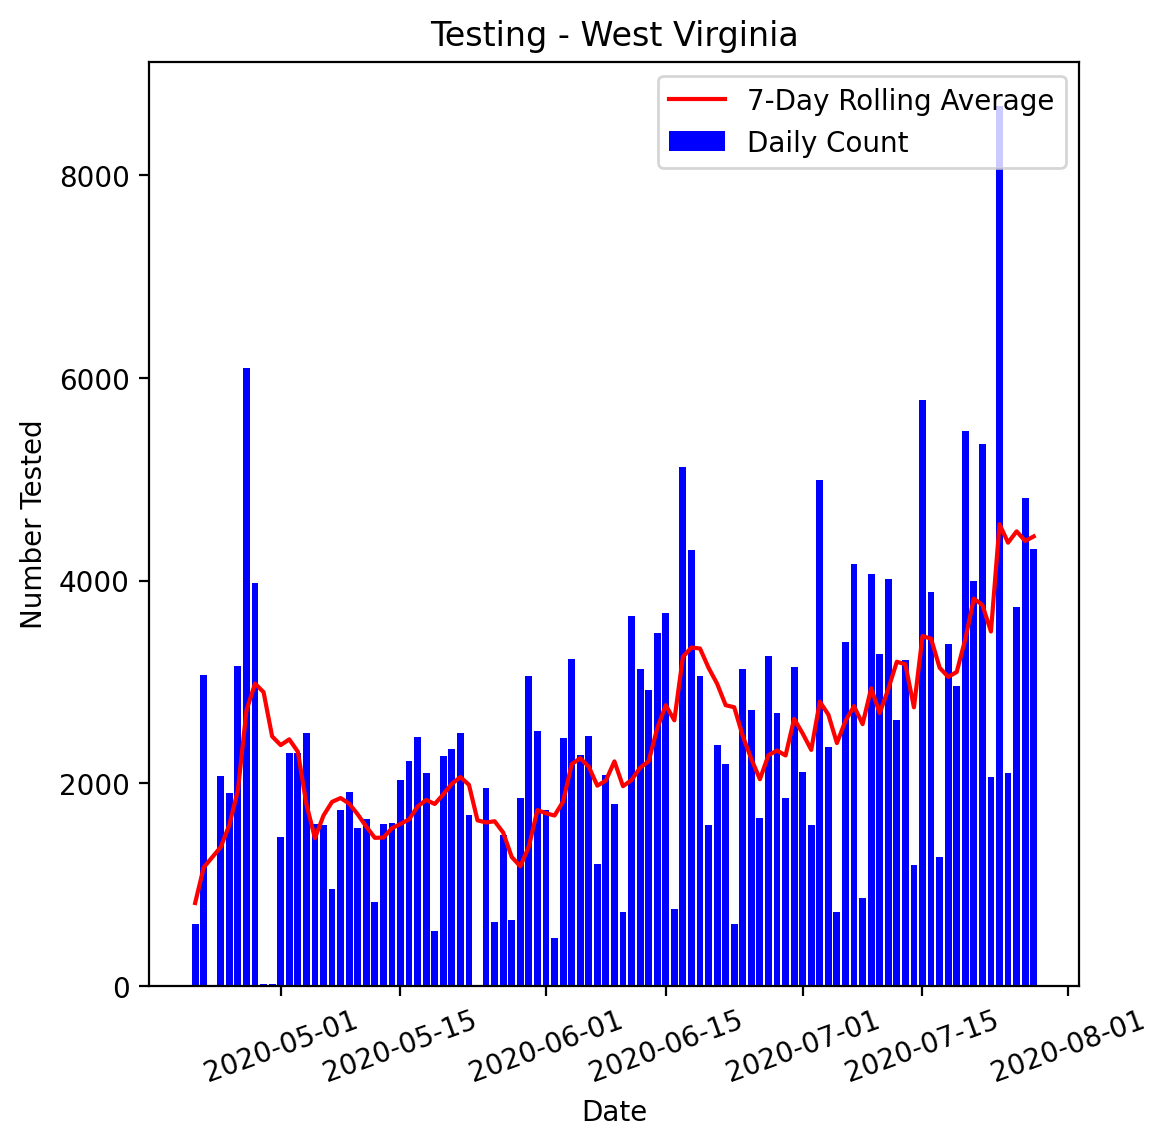 Testing - West Virginia
7-Day Rolling Average
Daily Count
8000
6000
4000
2000
0
Number Tested
2020-05-01
2020-05-15
2020-06-01
2020-06-15
2020-07-01
2020-07-15
2020-08-01
Date